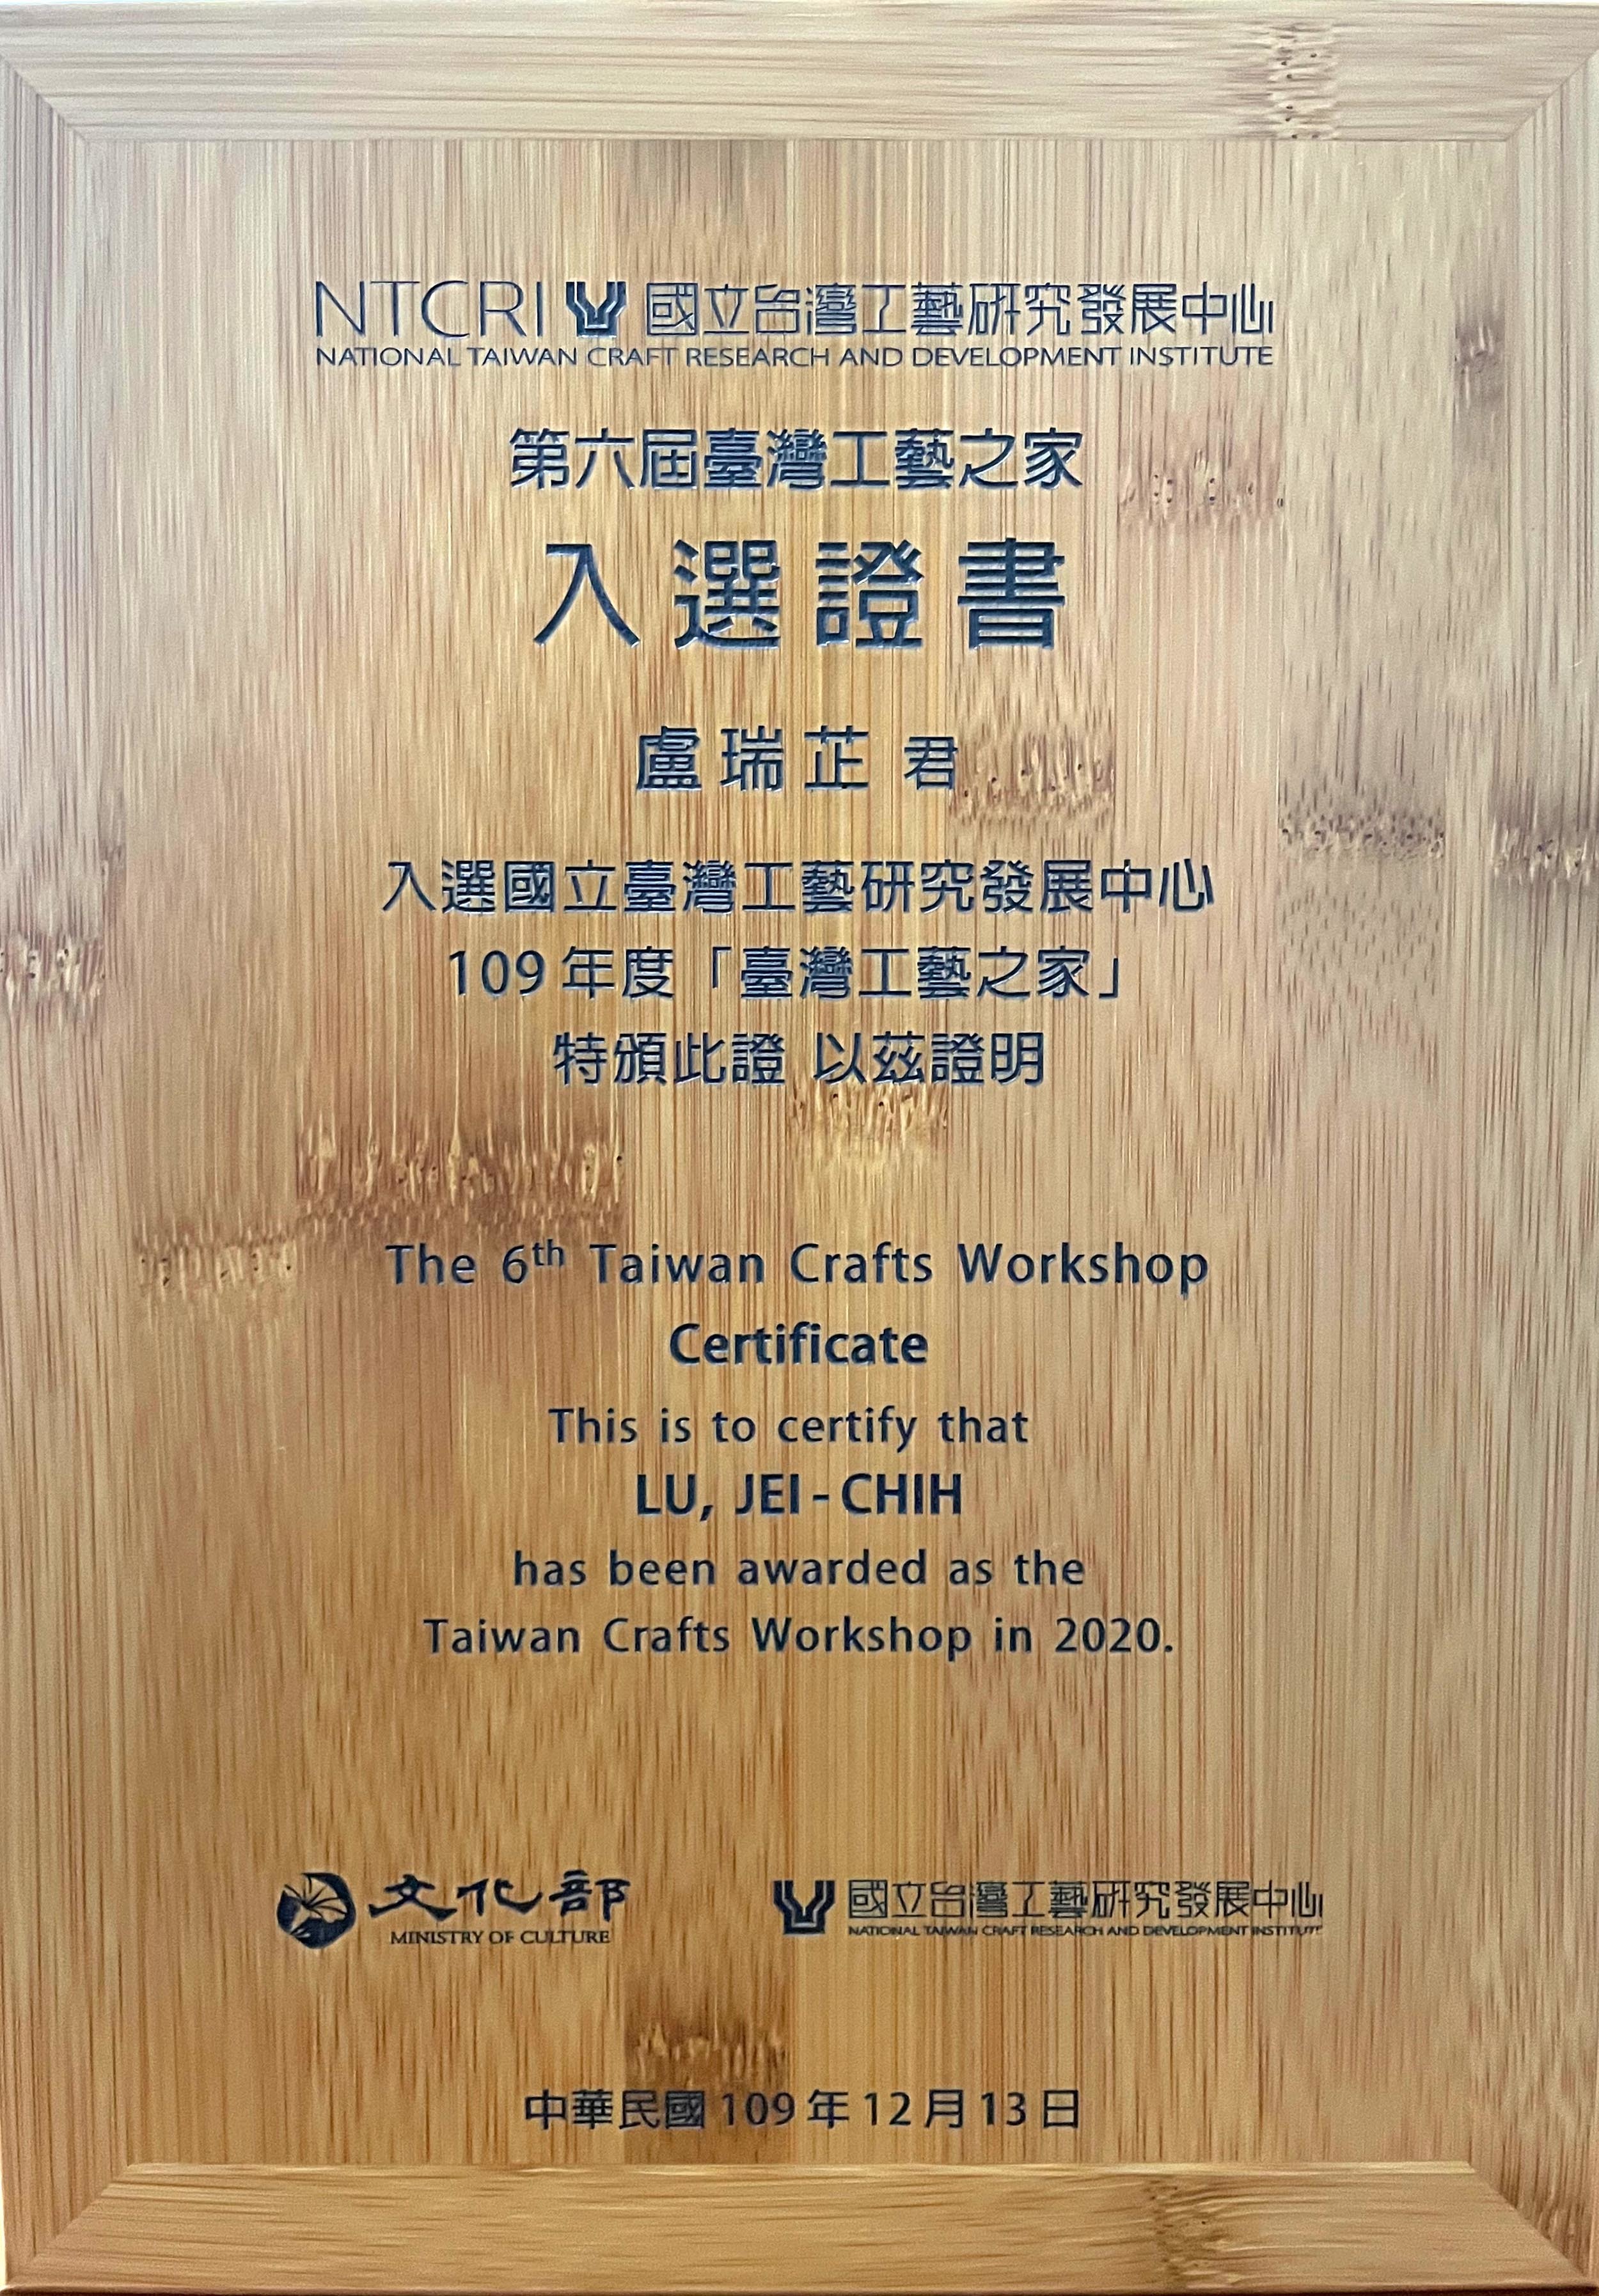 NTCRI 國立台灣工藝研究發展中心
NATIONAL TAIWAN CRAFT RESEARCH AND DEVELOPMENT INSTITUTE
第六屆臺灣工藝之家
入選證書
盧瑞芷 君
入選國立臺灣工藝研究發展中心
109年度「臺灣工藝之家」
特頒此證 以茲證明
The 6th Taiwan Crafts Workshop
Certificate
This is to certify that
LU, JEI-CHIH
has been awarded as the
Taiwan Crafts Workshop in 2020.
文化部
MINISTRY OF CULTURE
國立台灣工藝研究發展中心
NATIONAL TAIWAN CRAFT RESEARCH AND DEVELOPMENT INSTITUTE
中華民國109年12月13日